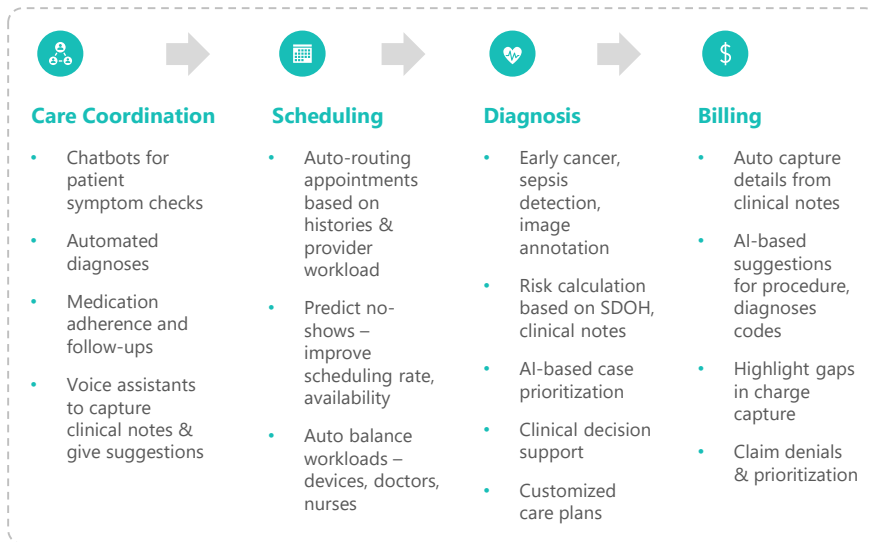 Care Coordination
• Chatbots for
patient
symptom checks
• Automated
diagnoses
• Medication
adherence and
follow-ups
• Voice assistants
to capture
clinical notes &
give suggestions
Scheduling
• Auto-routing
appointments
based on
histories &
provider
workload
• Predict no-
shows –
improve
scheduling rate,
availability
• Auto balance
workloads –
devices, doctors,
nurses
Diagnosis
• Early cancer,
sepsis
detection,
image
annotation
• Risk calculation
based on SDOH,
clinical notes
• AI-based case
prioritization
• Clinical decision
support
• Customized
care plans
$
Billing
• Auto capture
details from
clinical notes
• AI-based
suggestions
for procedure,
diagnoses
codes
• Highlight gaps
in charge
capture
• Claim denials
& prioritization